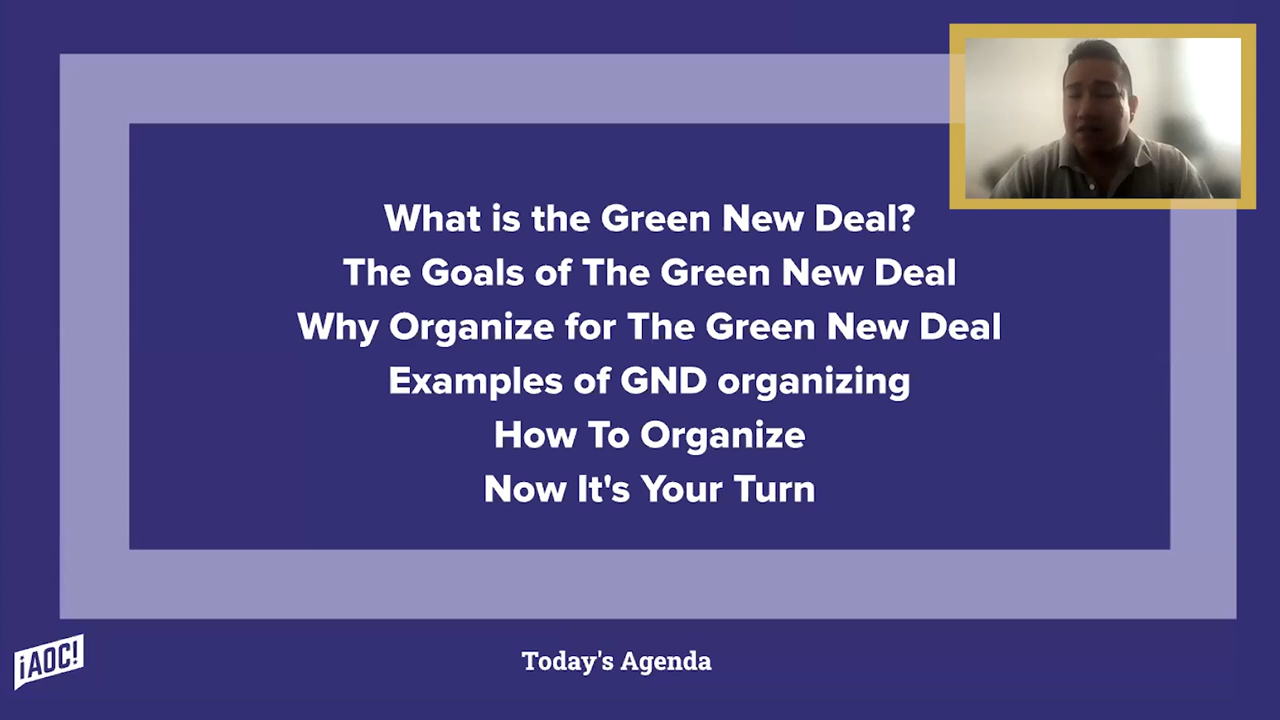 What is the Green New Deal?
The Goals of The Green New Deal
Why Organize for The Green New Deal
Examples of GND organizing
How To Organize
Now It's Your Turn
¡AOC!
Today's Agenda